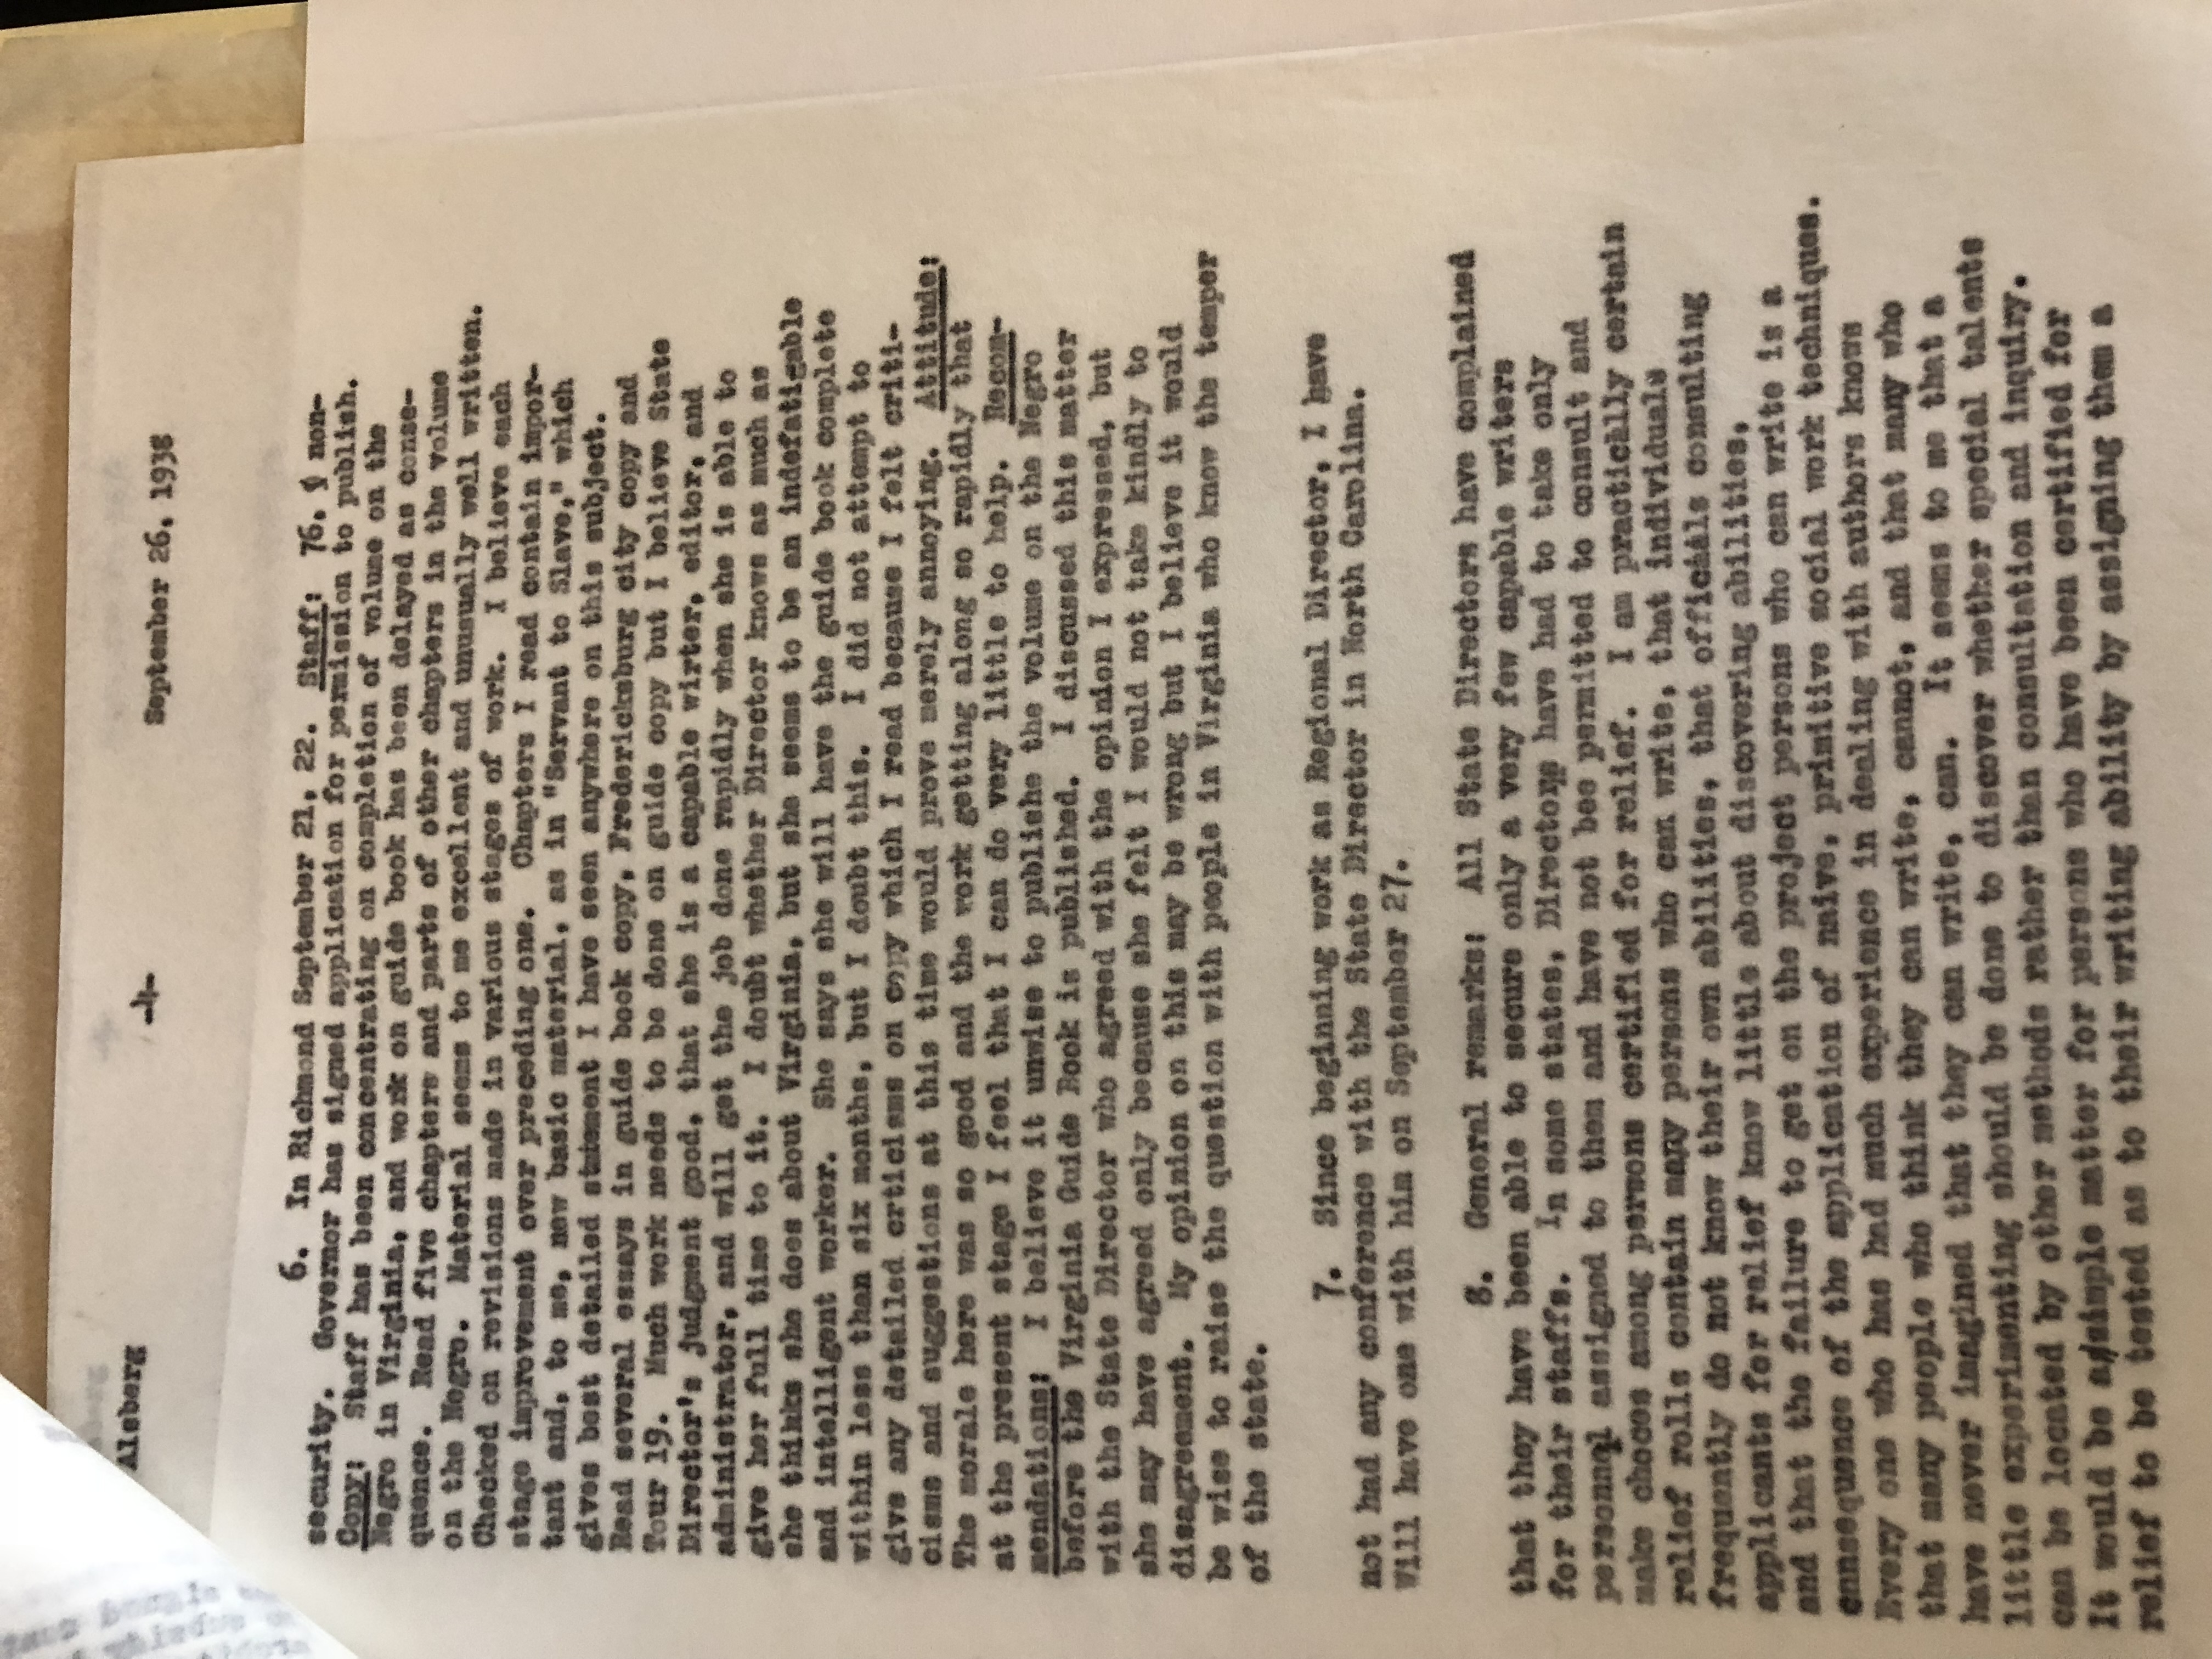 Alsberg
-4-
September 26, 1938
6. In Richmond September 21, 22. Staff: 76. 9 non-
security. Governor has signed application for permission to publish.
Copy: Staff has been concentrating on completion of volume on the
Negro in Virginia, and work on guide book has been delayed as conse-
quence. Read five chapters and parts of other chapters in the volume
on the Negro. Material seems to me excellent and unusually well written.
Checked on revisions made in various stages of work. I believe each
stage improvement over preceding one. Chapters I read contain impor-
tant and, to me, new basic material, as in "Servant to Slave," which
gives best detailed statement I have seen anywhere on this subject.
Read several essays in guide book copy, Fredericksburg city copy and
Tour 19. Much work needs to be done on guide copy but I believe State
Director's judgment good, that she is a capable wirter, editor, and
administrator, and will get the job done rapidly when she is able to
give her full time to it. I doubt whether Director knows as much as
she thikks she does about Virginia, but she seems to be an indefatigable
and intelligent worker. She says she will have the guide book complete
within less than six months, but I doubt this. I did not attempt to
give any detailed crticisms on copy which I read because I felt criti-
cisms and suggestions at this time would prove merely annoying. Attitude:
The morale here was so good and the work getting along so rapidly that
at the present stage I feel that I can do very little to help. Recom-
mendations: I believe it unwise to publishe the volume on the Negro
before the Virginia Guide Book is published. I discussed this matter
with the State Director who agreed with the opinion I expressed, but
she may have agreed only because she felt I would not take kindly to
disagreement. My opinion on this may be wrong but I believe it would
be wise to raise the question with people in Virginia who know the temper
of the state.
7. Since beginning work as Regional Director, I have
not had any conference with the State Director in North Carolina.
Will have one with him on September 27.
8. General remarks: All State Directors have complained
that they have been able to secure only a very few capable writers
for their staffs. In some states, Directors have had to take only
personnel assigned to them and have not bee permitted to consult and
make choces among persons certified for relief. I am practically certain
relief rolls contain many persons who can write, that individuals
frequently do not know their own abilities, that officials consulting
applicants for relief know little about discovering abilities,
and that the failure to get on the project persons who can write is a
cnnsequence of the application of naive, primitive social work techniques.
Every one who has had much experience in dealing with authors knows
that many people who think they can write, cannot, and that many who
have never imagined that they can write, can. It seems to me that a
little experimenting should be done to discover whether special talents
can be located by other methods rather than consultation and inquiry.
It would be a/simple matter for persons who have been certified for
relief to be tested as to their writing ability by assigning them a